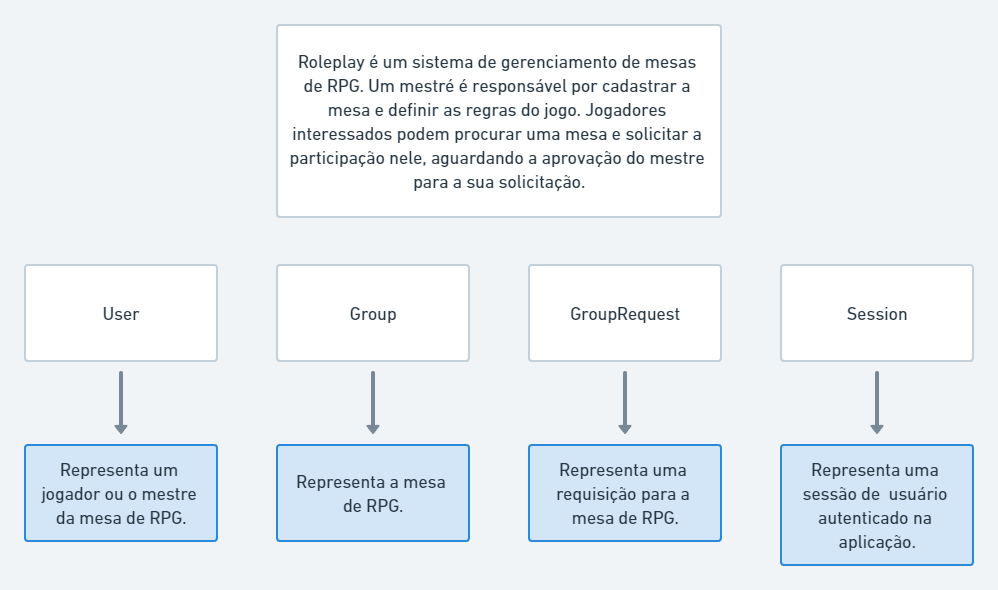 Roleplay é um sistema de gerenciamento de mesas
de RPG. Um mestré é responsável por cadastrar a
mesa e definir as regras do jogo. Jogadores
interessados podem procurar uma mesa e solicitar a
participação nele, aguardando a aprovação do mestre
para a sua solicitação.
User
Group
GroupRequest
Session
Representa um
jogador ou o mestre
da mesa de RPG.
Representa a mesa
de RPG.
Representa uma
requisição para a
mesa de RPG.
Representa uma
sessão de  usuário
autenticado na
aplicação.